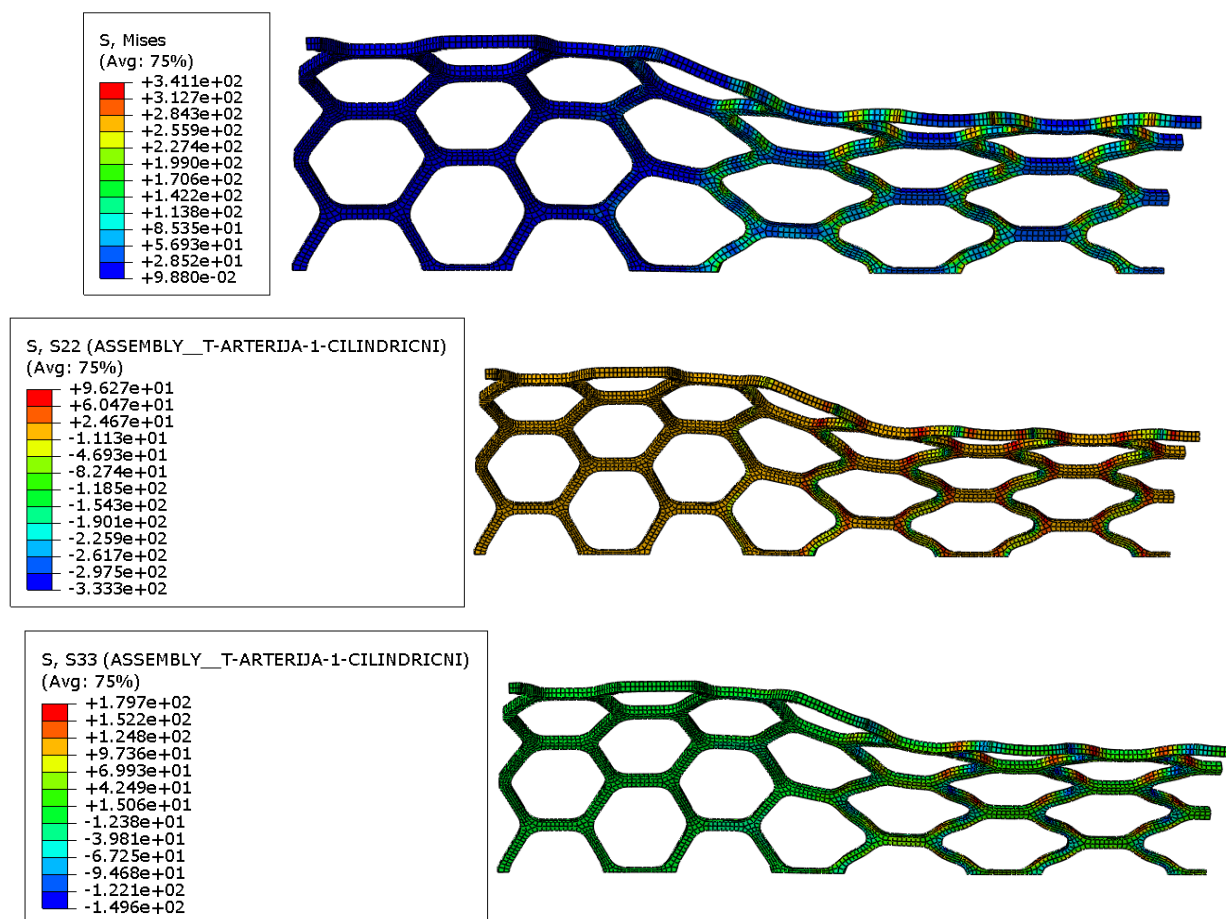 S, Mises
(Avg: 75%)
+3.411e+02
+3.127e+02
+2.843e+02
+2.559e+02
+2.274e+02
+1.990e+02
+1.706e+02
+1.422e+02
+1.138e+02
+8.535e+01
+5.693e+01
+2.852e+01
+9.880e-02
S, S22 (ASSEMBLY__T-ARTERIJA-1-CILINDRICNI)
(Avg: 75%)
+9.627e+01
+6.047e+01
+2.467e+01
-1.113e+01
-4.693e+01
-8.274e+01
-1.185e+02
-1.543e+02
-1.901e+02
-2.259e+02
-2.617e+02
-2.975e+02
-3.333e+02
S, S33 (ASSEMBLY__T-ARTERIJA-1-CILINDRICNI)
(Avg: 75%)
+1.797e+02
+1.522e+02
+1.248e+02
+9.736e+01
+6.993e+01
+4.249e+01
+1.506e+01
-1.238e+01
-3.981e+01
-6.725e+01
-9.468e+01
-1.221e+02
-1.496e+02